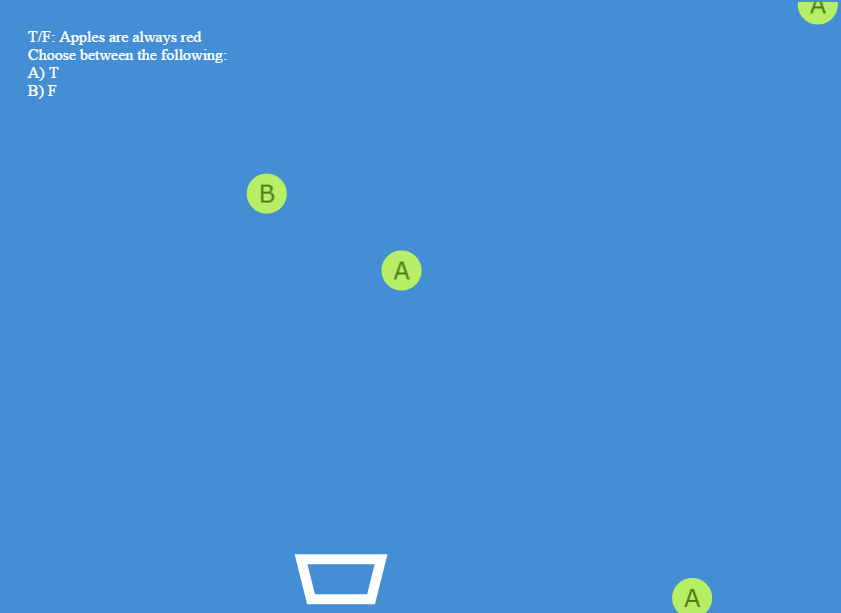 A
T/F: Apples are always red
Choose between the following:
A) T
B) F
B
A
A